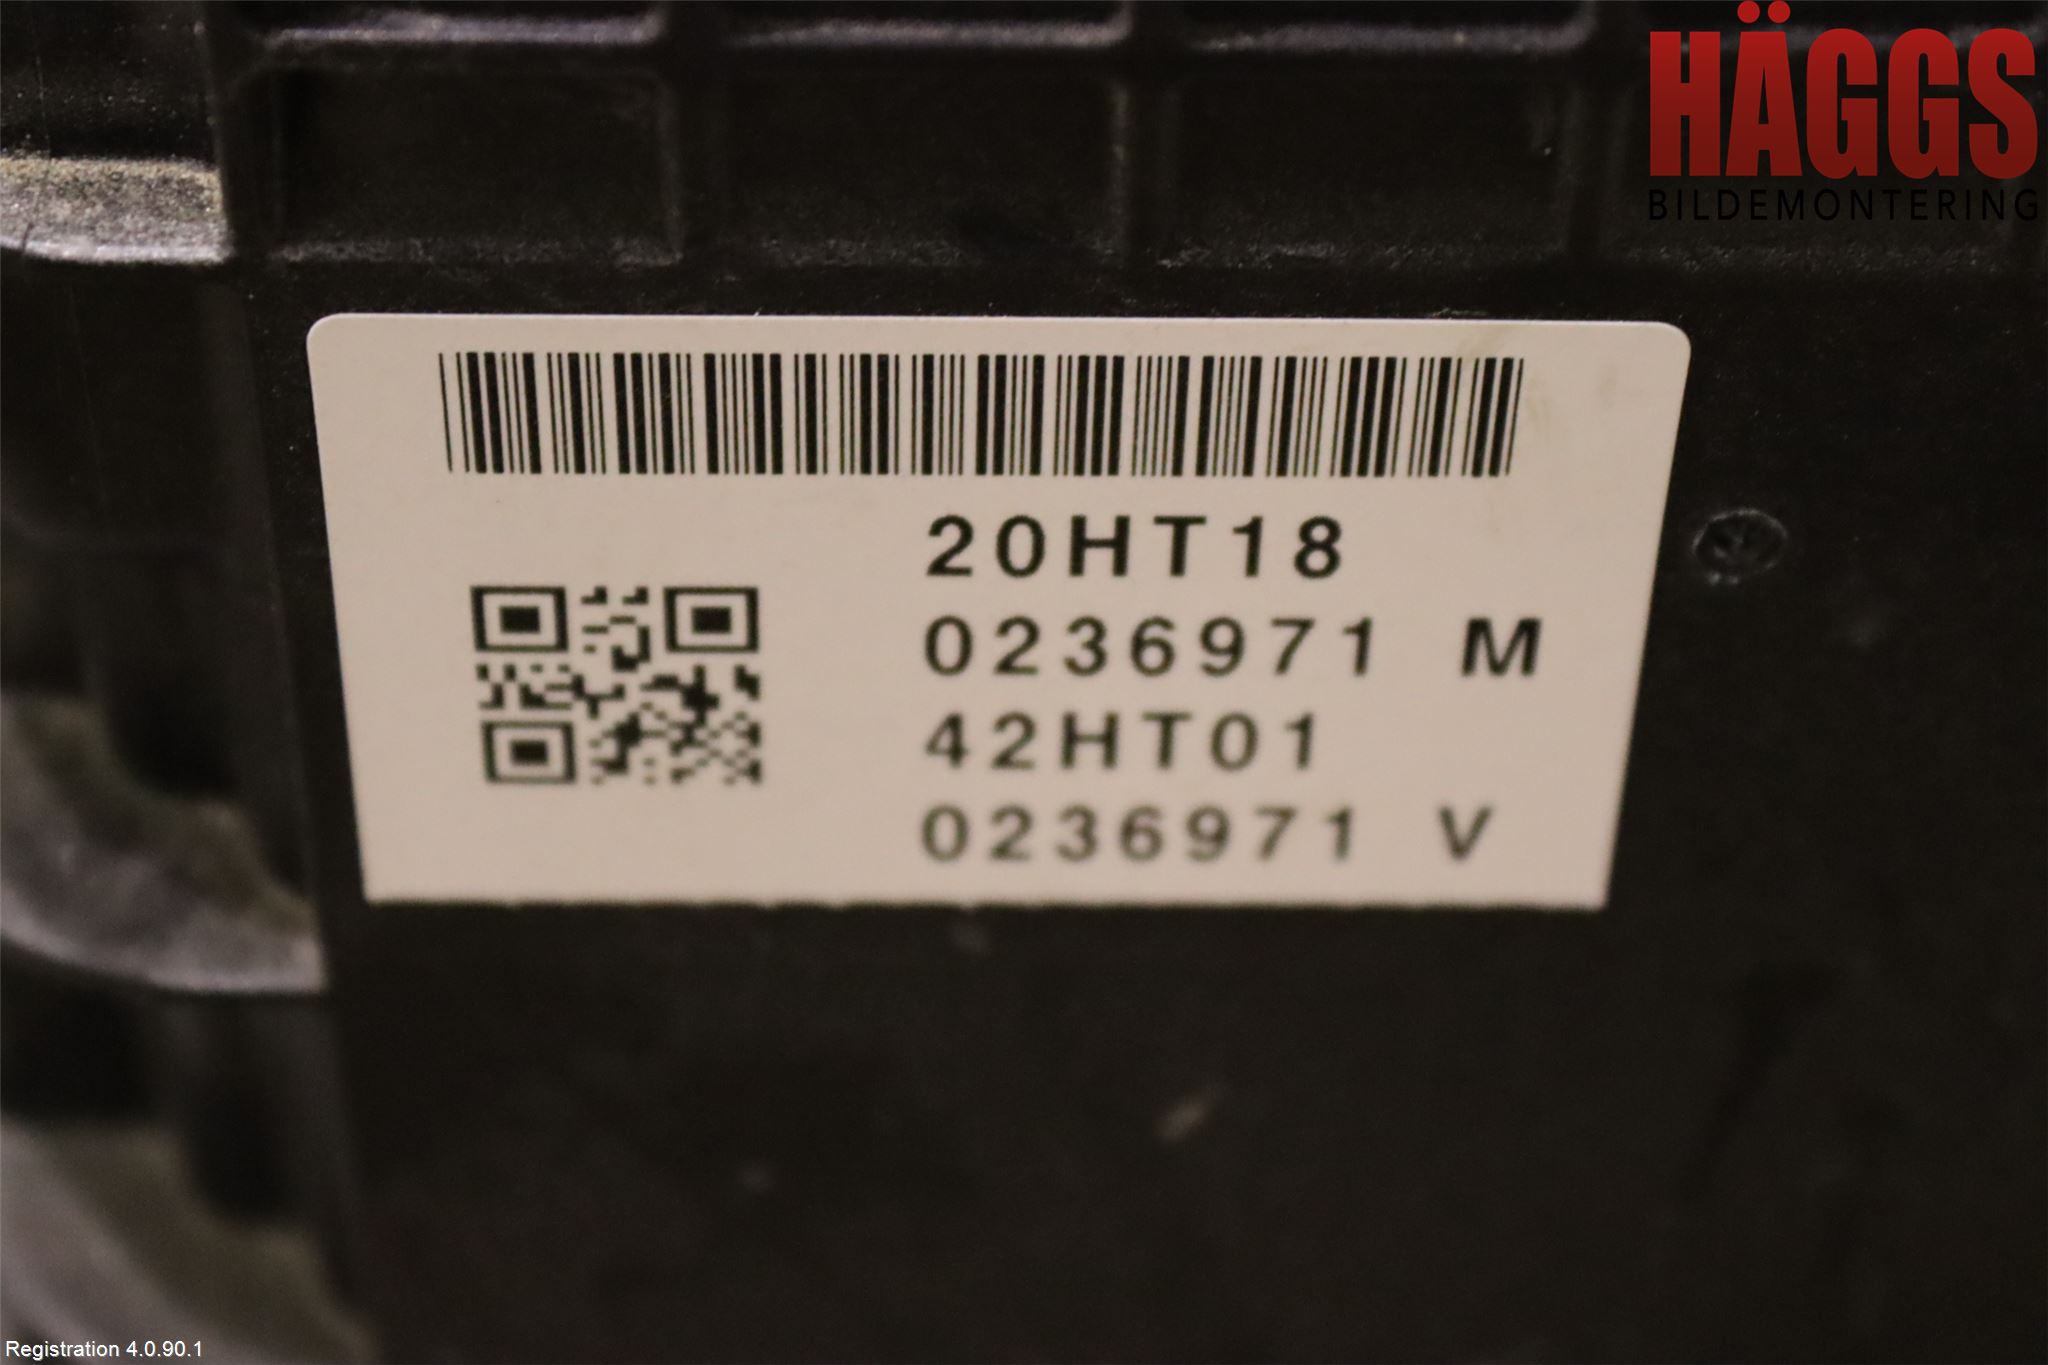 HÄGGS
BILDEMONTERING
20HT18
0236971 M
42HT01
0236971 V
Registration 4.0.90.1